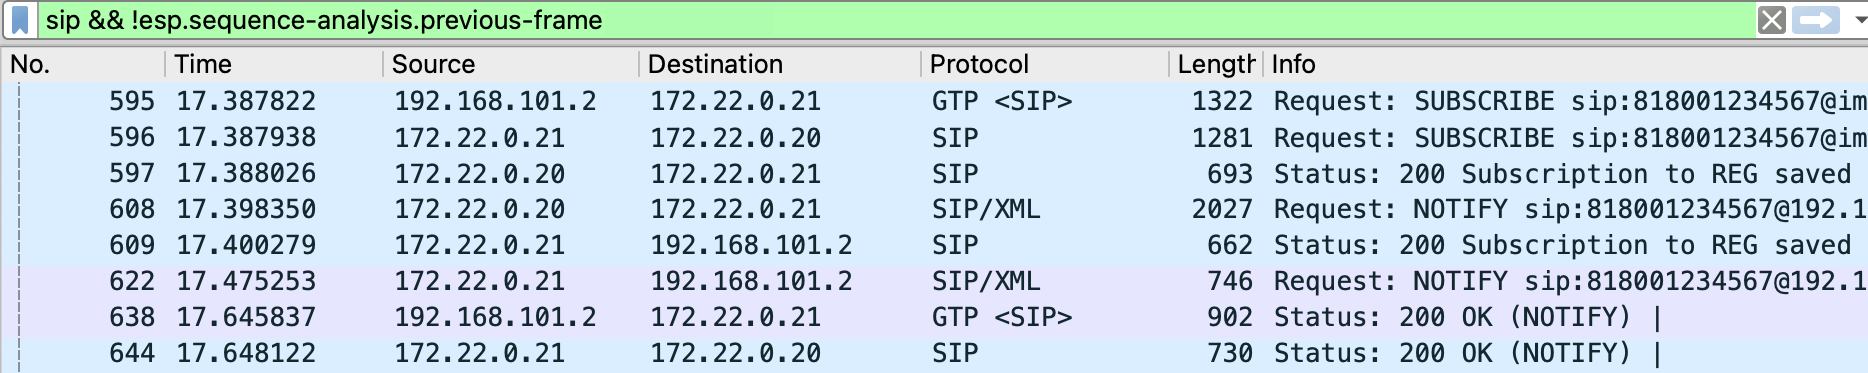 sip && !esp.sequence-analysis.previous-frame
No. Time Source Destination Protocol Length Info
595 17.387822 192.168.101.2 172.22.0.21 GTP <SIP> 1322 Request: SUBSCRIBE sip:818001234567@im
596 17.387938 172.22.0.21 172.22.0.20 SIP 1281 Request: SUBSCRIBE sip:818001234567@im
597 17.388026 172.22.0.20 172.22.0.21 SIP 693 Status: 200 Subscription to REG saved
608 17.398350 172.22.0.20 172.22.0.21 SIP/XML 2027 Request: NOTIFY sip:818001234567@192.1
609 17.400279 172.22.0.21 192.168.101.2 SIP 662 Status: 200 Subscription to REG saved
622 17.475253 172.22.0.21 192.168.101.2 SIP/XML 746 Request: NOTIFY sip:818001234567@192.1
638 17.645837 192.168.101.2 172.22.0.21 GTP <SIP> 902 Status: 200 OK (NOTIFY) |
644 17.648122 172.22.0.21 172.22.0.20 SIP 730 Status: 200 OK (NOTIFY) |